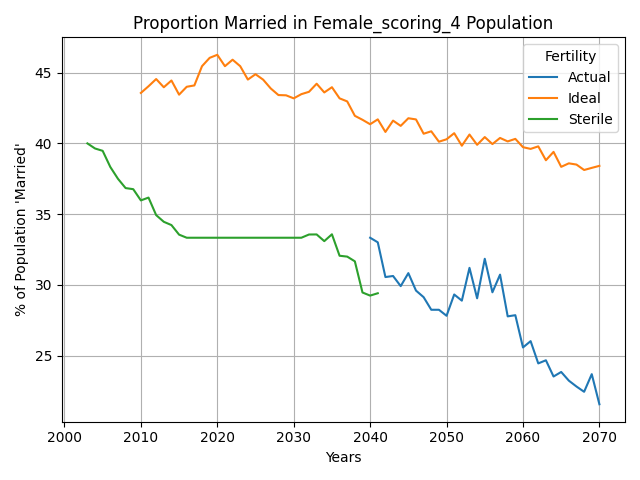 Proportion Married in Female_scoring_4 Population
% of Population 'Married'
45
40
35
30
25
Fertility
Actual
Ideal
Sterile
2000 2010 2020 2030 2040 2050 2060 2070
Years